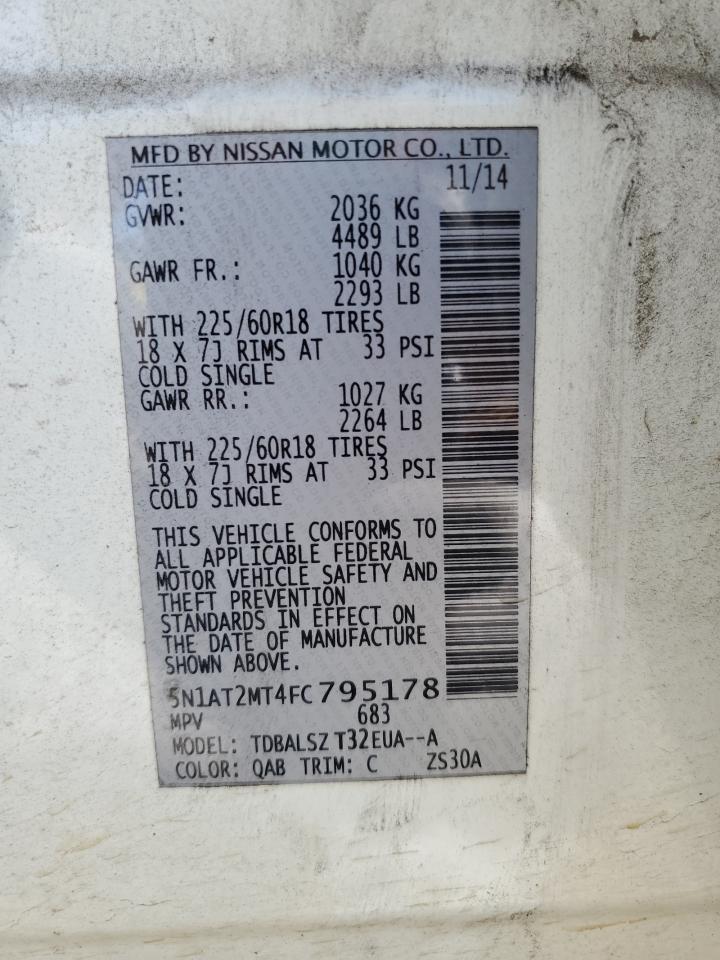 MFD BY NISSAN MOTOR CO., LTD.
DATE: 11/14
GVWR: 2036 KG
4489 LB
GAWR FR.: 1040 KG
2293 LB
WITH 225/60R18 TIRES
18 X 7J RIMS AT 33 PSI
COLD SINGLE
GAWR RR.: 1027 KG
2264 LB
WITH 225/60R18 TIRES
18 X 7J RIMS AT 33 PSI
COLD SINGLE
THIS VEHICLE CONFORMS TO
ALL APPLICABLE FEDERAL
MOTOR VEHICLE SAFETY AND
THEFT PREVENTION
STANDARDS IN EFFECT ON
THE DATE OF MANUFACTURE
SHOWN ABOVE.
5N1AT2MT4FC795178
MPV 683
MODEL: TDBALSZ T32EUA--A
COLOR: QAB TRIM: C ZS30A